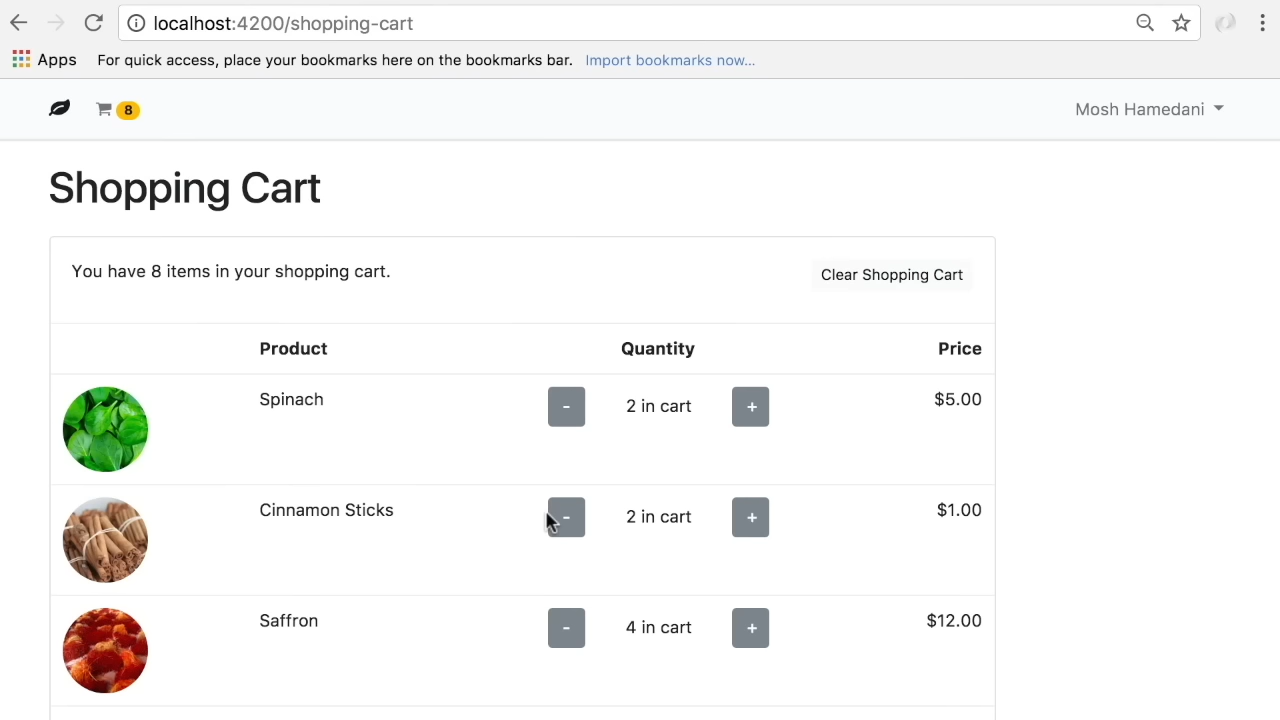 localhost:4200/shopping-cart
Apps For quick access, place your bookmarks here on the bookmarks bar. Import bookmarks now...
8 Mosh Hamedani
Shopping Cart
You have 8 items in your shopping cart. Clear Shopping Cart
Product Quantity Price
Spinach - 2 in cart + $5.00
Cinnamon Sticks - 2 in cart + $1.00
Saffron - 4 in cart + $12.00